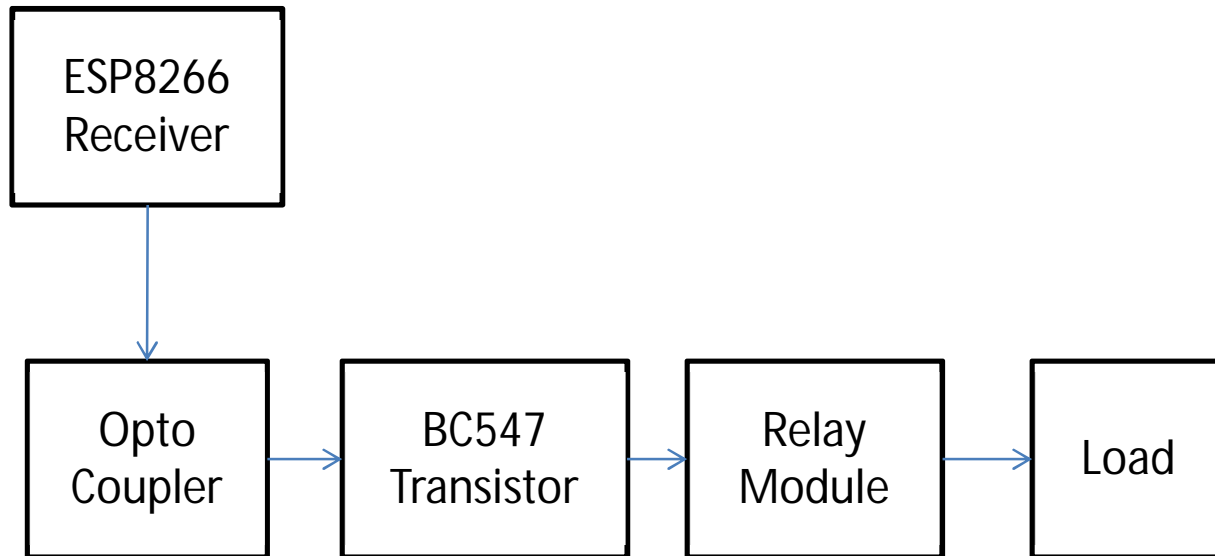 ESP8266
Receiver
Opto
Coupler
BC547
Transistor
Relay
Module
Load